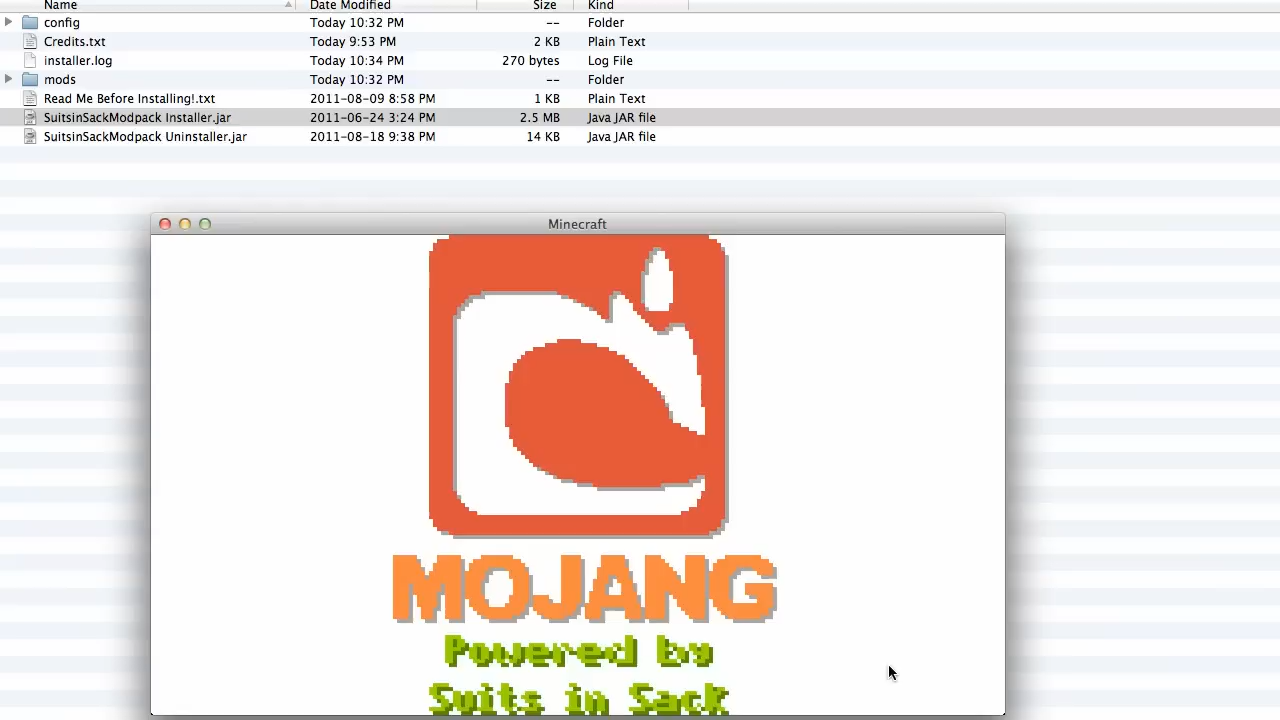 Name Date Modified Size Kind
config Today 10:32 PM -- Folder
Credits.txt Today 9:53 PM 2 KB Plain Text
installer.log Today 10:34 PM 270 bytes Log File
mods Today 10:32 PM -- Folder
Read Me Before Installing!.txt 2011-08-09 8:58 PM 1 KB Plain Text
SuitsinSackModpack Installer.jar 2011-06-24 3:24 PM 2.5 MB Java JAR file
SuitsinSackModpack Uninstaller.jar 2011-08-18 9:38 PM 14 KB Java JAR file
Minecraft
MOJANG
Powered by
Suits in Sack